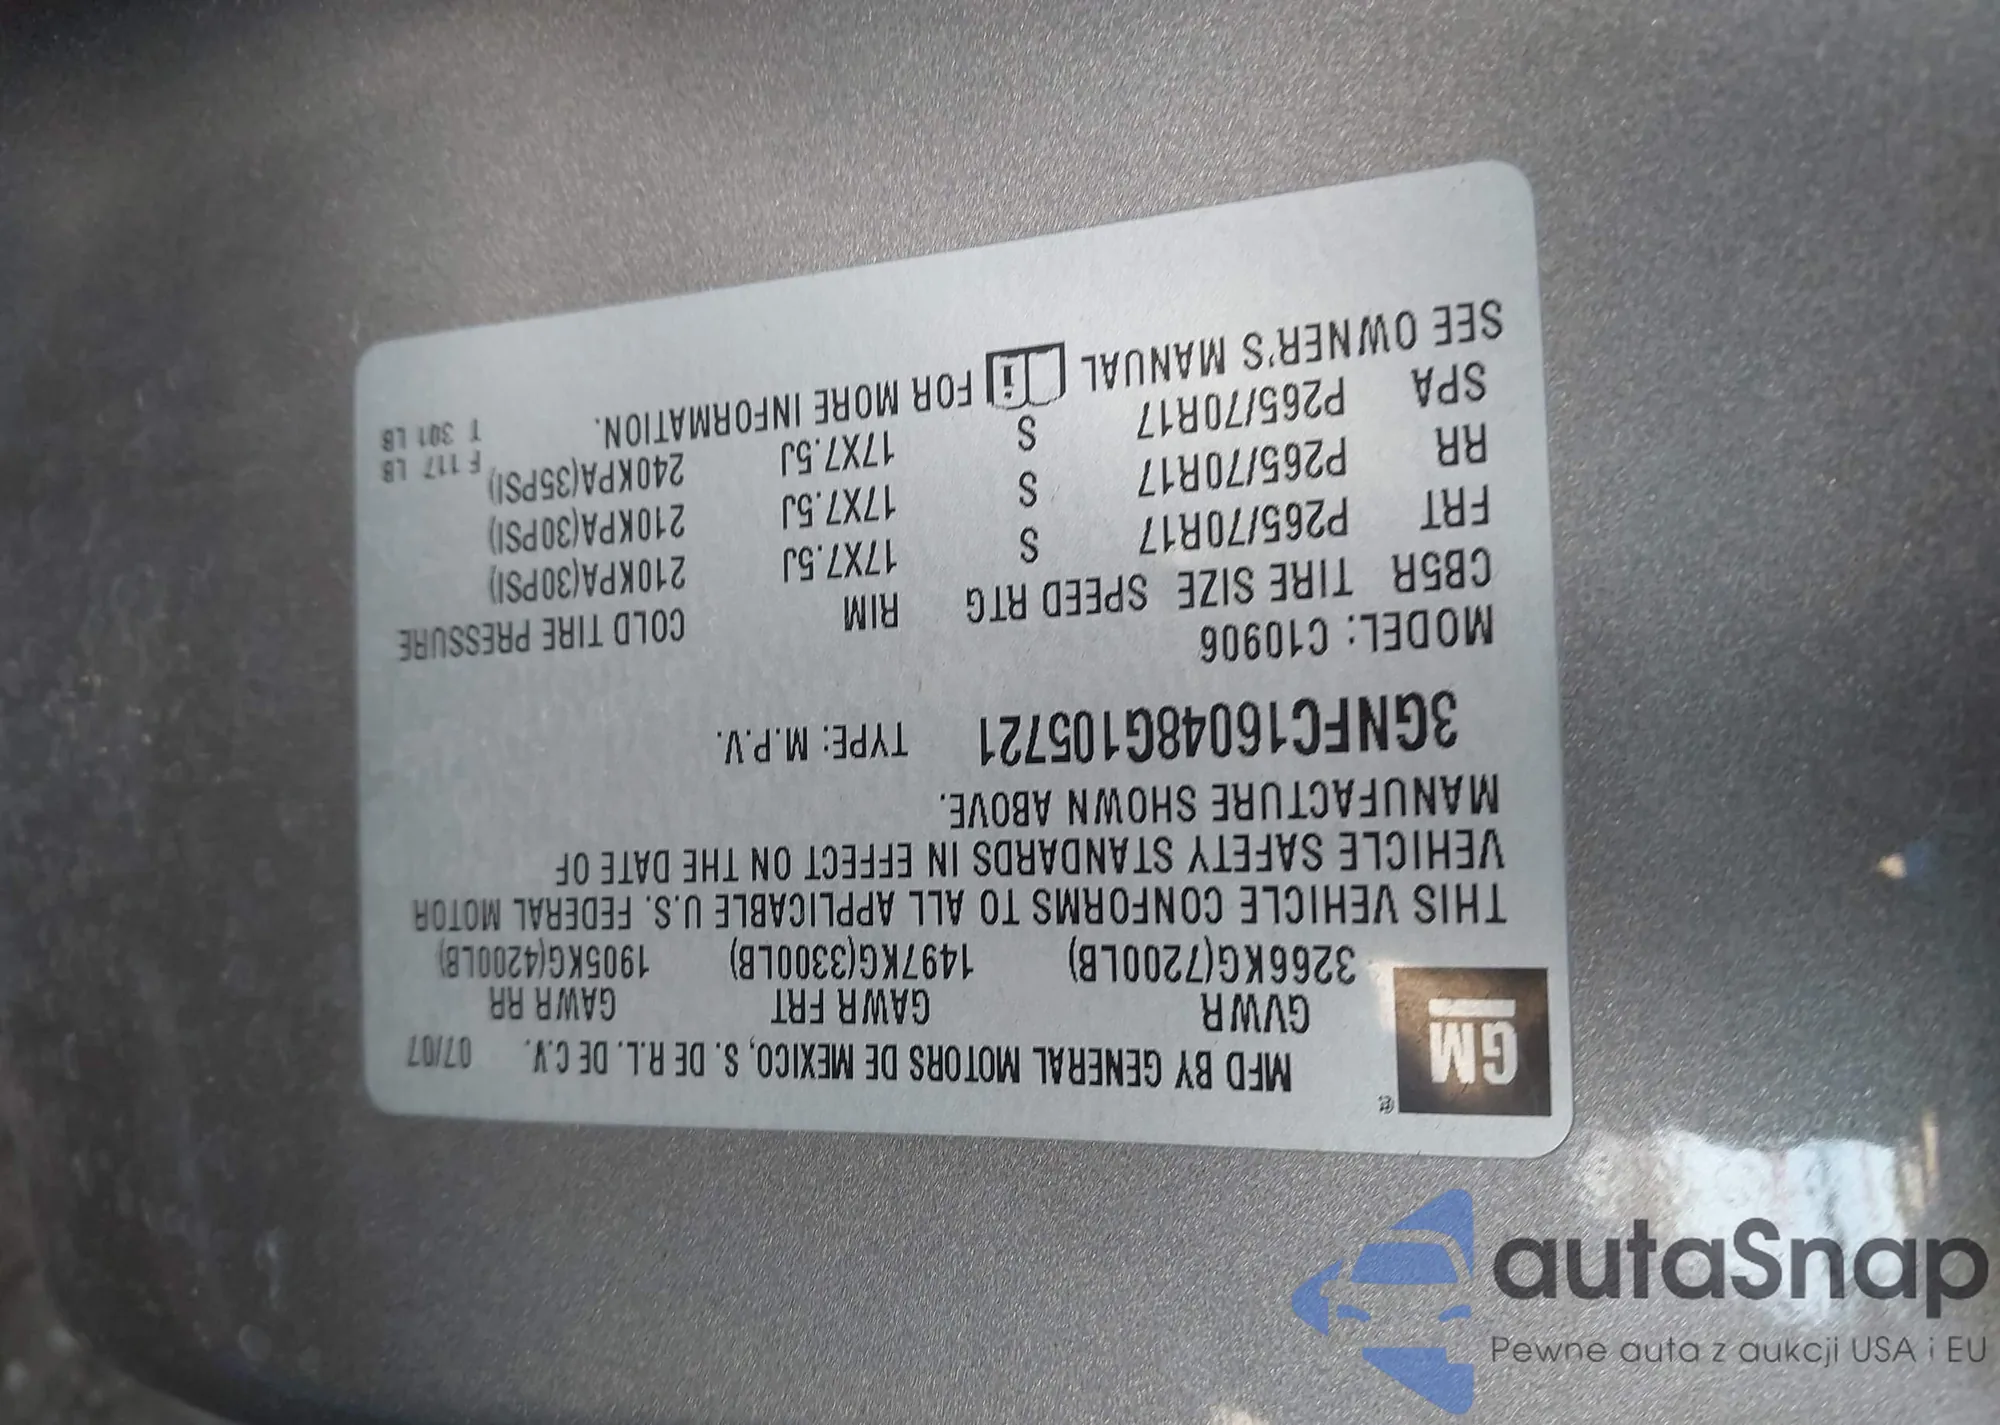 GM
®
MFD BY GENERAL MOTORS DE MEXICO, S. DE R.L. DE C.V. 07/07
GVWR GAWR FRT GAWR RR
3266KG(7200LB) 1497KG(3300LB) 1905KG(4200LB)
THIS VEHICLE CONFORMS TO ALL APPLICABLE U.S. FEDERAL MOTOR
VEHICLE SAFETY STANDARDS IN EFFECT ON THE DATE OF
MANUFACTURE SHOWN ABOVE.
3GNFC16048G105721 TYPE: M.P.V.
MODEL: C10906
CB5R TIRE SIZE SPEED RTG RIM COLD TIRE PRESSURE
FRT P265/70R17 S 17X7.5J 210KPA(30PSI)
RR P265/70R17 S 17X7.5J 210KPA(30PSI)
SPA P265/70R17 S 17X7.5J 240KPA(35PSI)
F 117 LB
SEE OWNER'S MANUAL i FOR MORE INFORMATION.
T 301 LB
autaSnap
Pewne auta z aukcji USA i EU